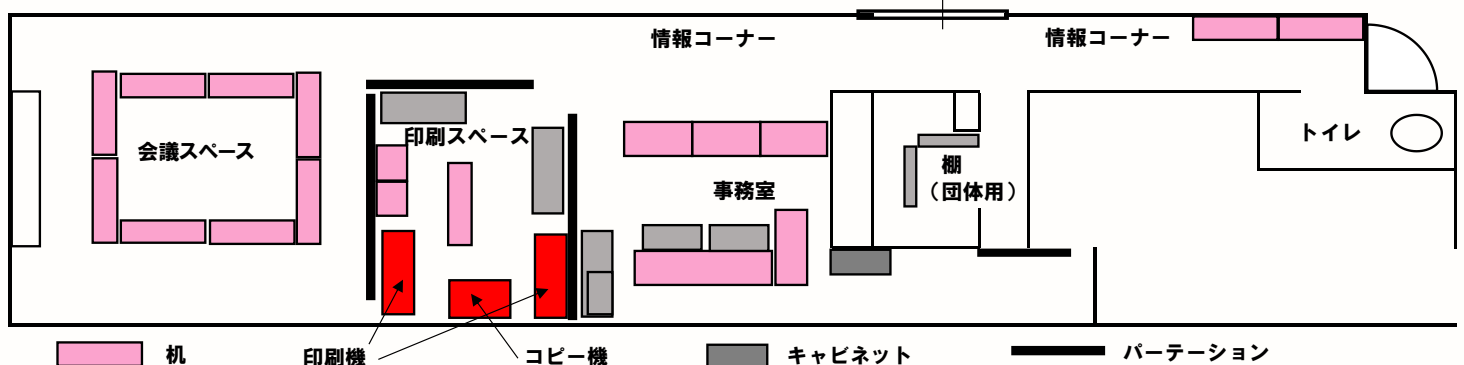 情報コーナー
情報コーナー
会議スペース
印刷スペース
トイレ
棚
（団体用）
事務室
机
印刷機
コピー機
キャビネット
パーテーション